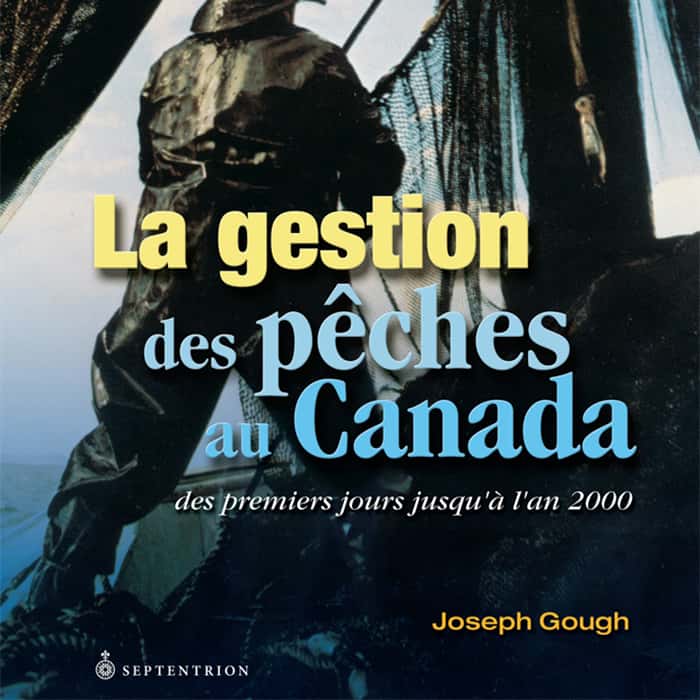 La gestion
des pêches
au Canada
des premiers jours jusqu'à l'an 2000
Joseph Gough
SEPTENTRION